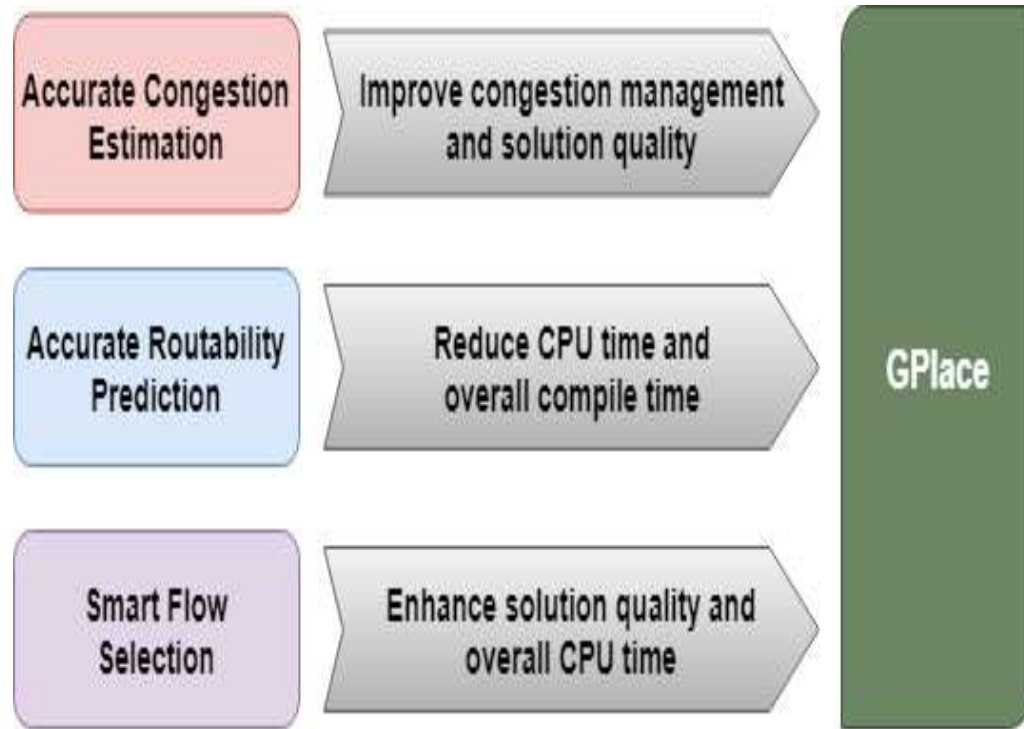 Accurate Congestion
Estimation
Improve congestion management
and solution quality
Accurate Routability
Prediction
Reduce CPU time and
overall compile time
Smart Flow
Selection
Enhance solution quality and
overall CPU time
GPlace